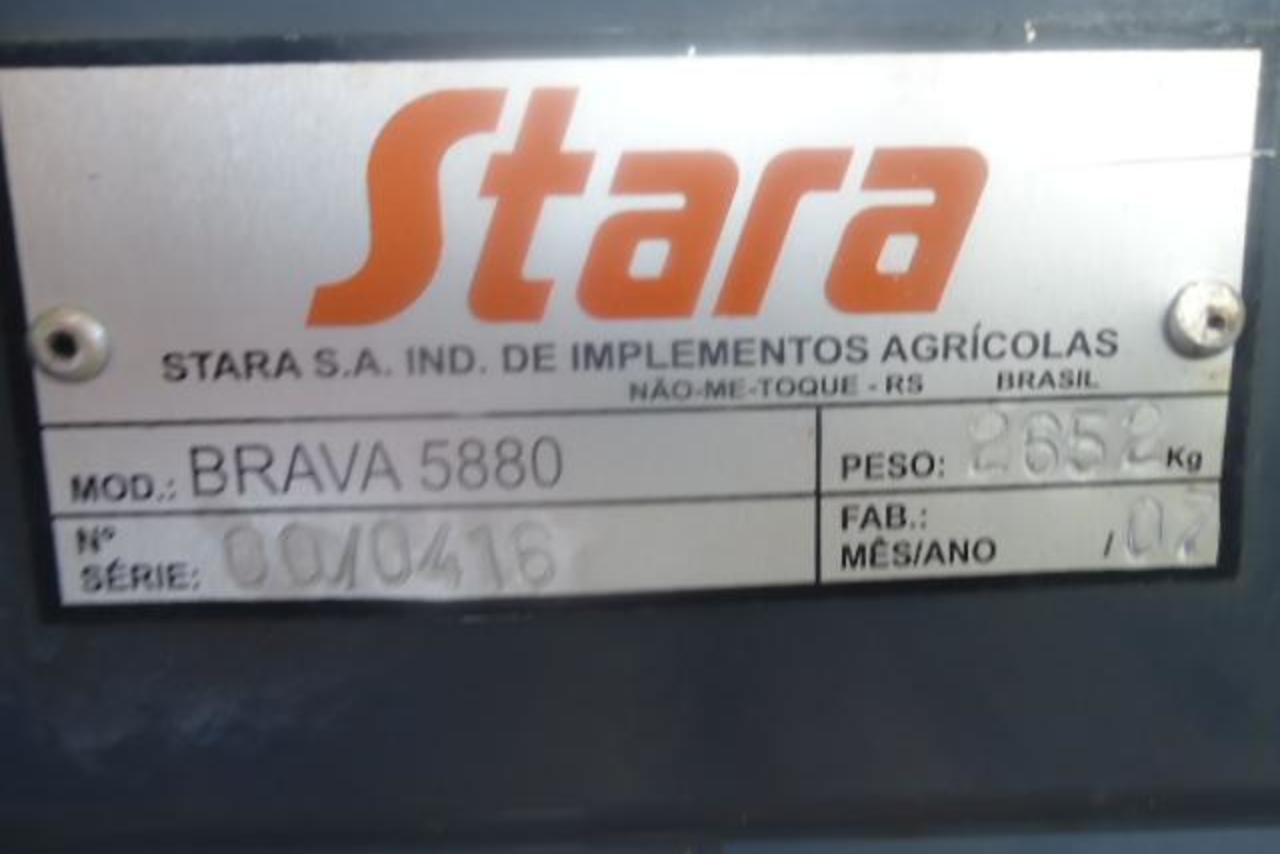 Stara
STARA S.A. IND. DE IMPLEMENTOS AGRÍCOLAS
NÃO-ME-TOQUE - RS BRASIL
MOD.: BRAVA 5880
PESO: 2652 Kg
Nº
SÉRIE: 00/0416
FAB.:
MÊS/ANO /07